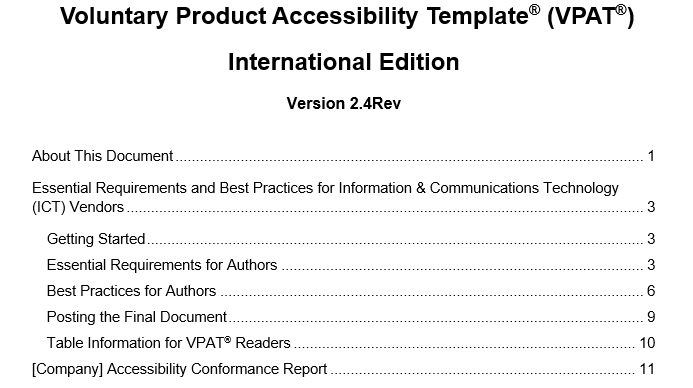 Voluntary Product Accessibility Template® (VPAT®)
International Edition
Version 2.4Rev
About This Document ........ 1
Essential Requirements and Best Practices for Information & Communications Technology
(ICT) Vendors ........ 3
Getting Started ........ 3
Essential Requirements for Authors ........ 3
Best Practices for Authors ........ 6
Posting the Final Document ........ 9
Table Information for VPAT® Readers ........ 10
[Company] Accessibility Conformance Report ........ 11